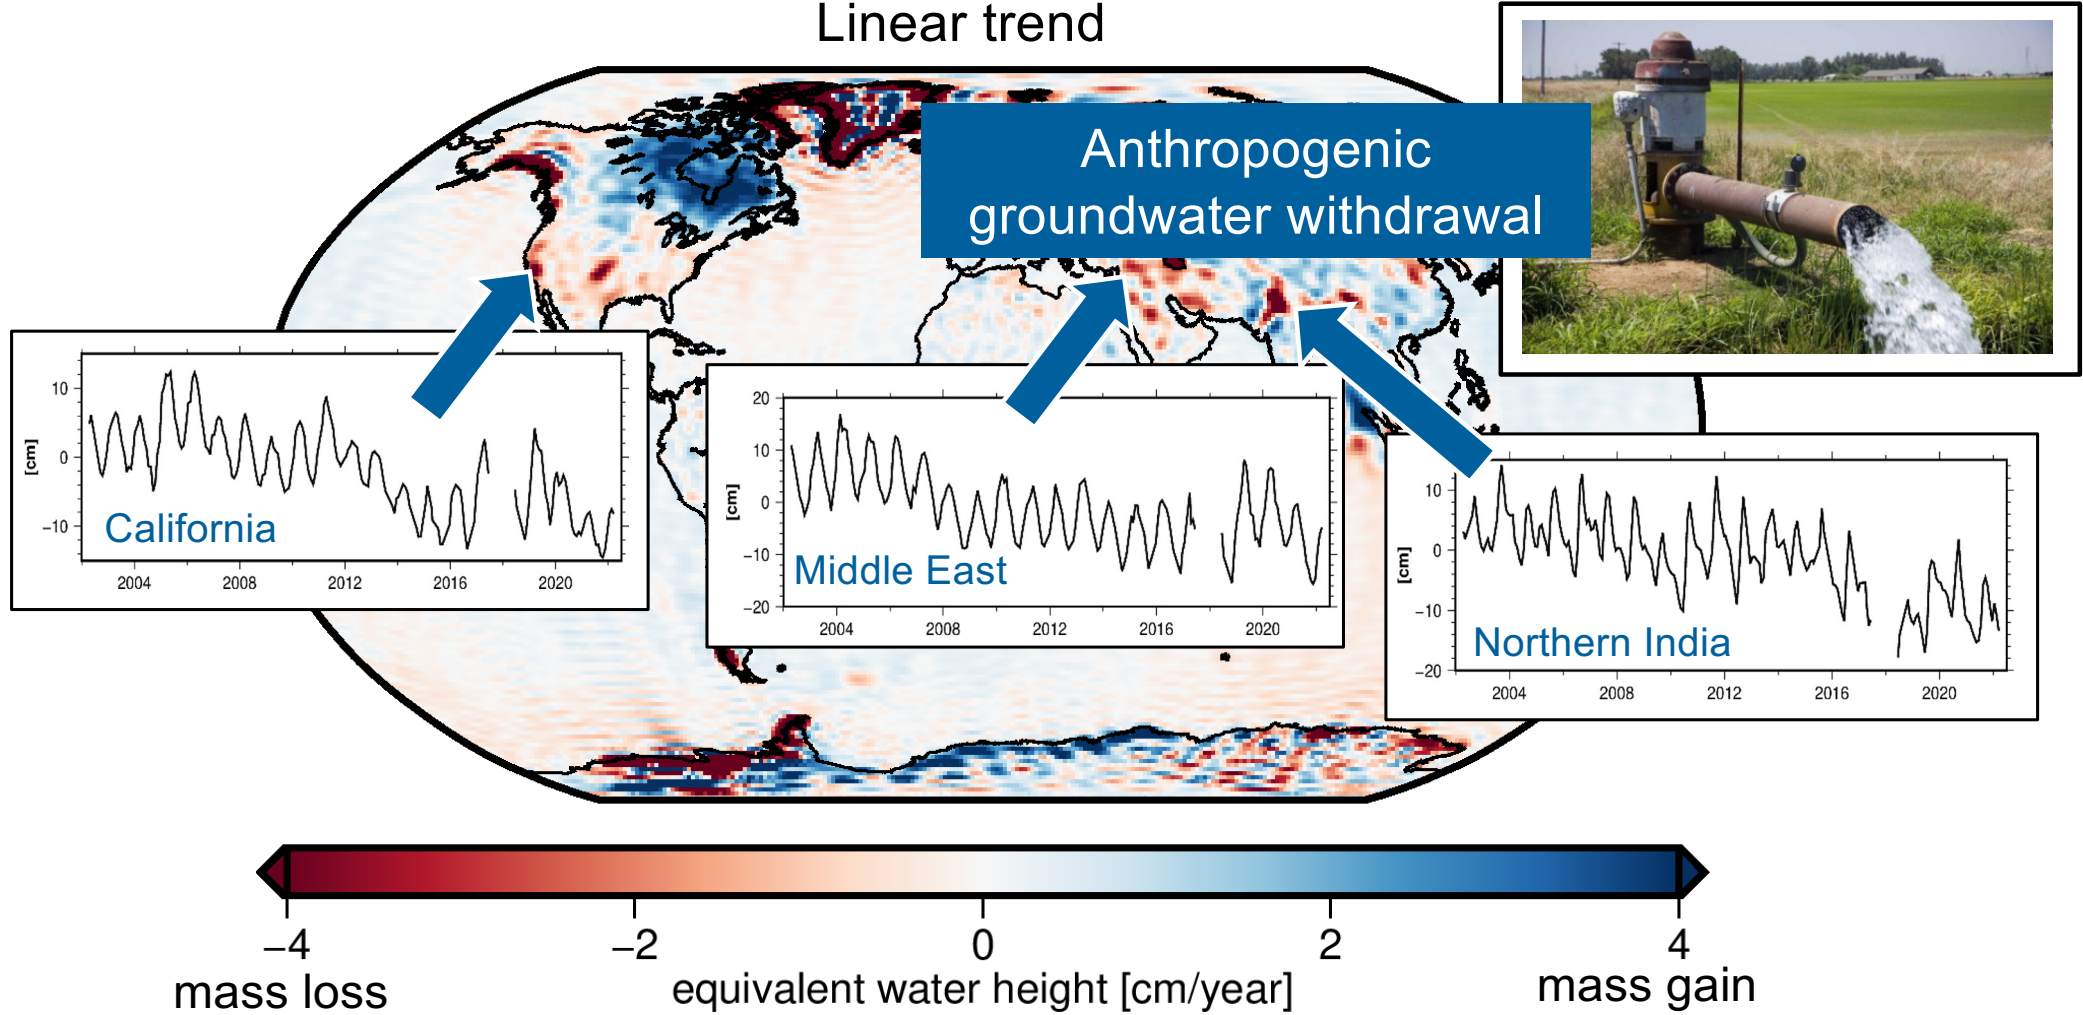 Linear trend
Anthropogenic
groundwater withdrawal
10
0
−10
[cm]
California
2004
2008
2012
2016
2020
20
10
0
−10
−20
[cm]
Middle East
2004
2008
2012
2016
2020
10
0
−10
−20
[cm]
Northern India
2004
2008
2012
2016
2020
−4
−2
0
2
4
mass loss
equivalent water height [cm/year]
mass gain